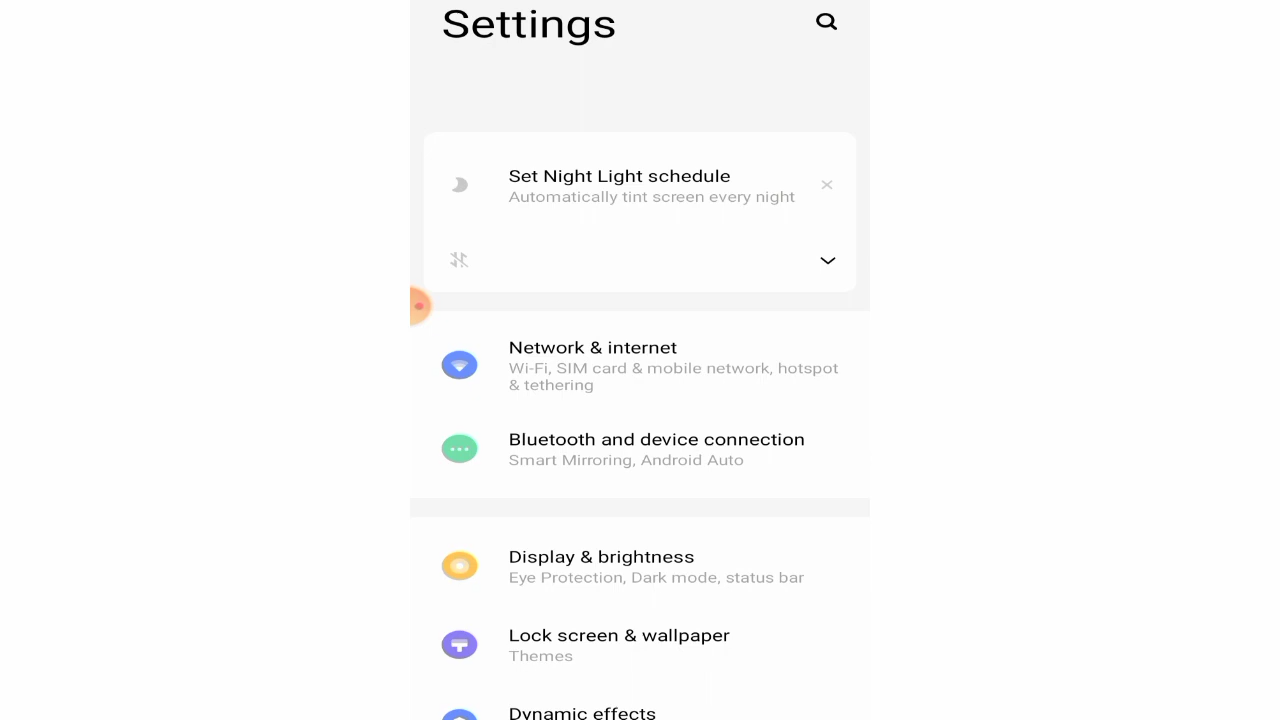 Settings
Set Night Light schedule
Automatically tint screen every night
Network & internet
Wi-Fi, SIM card & mobile network, hotspot
& tethering
Bluetooth and device connection
Smart Mirroring, Android Auto
Display & brightness
Eye Protection, Dark mode, status bar
Lock screen & wallpaper
Themes
Dynamic effects